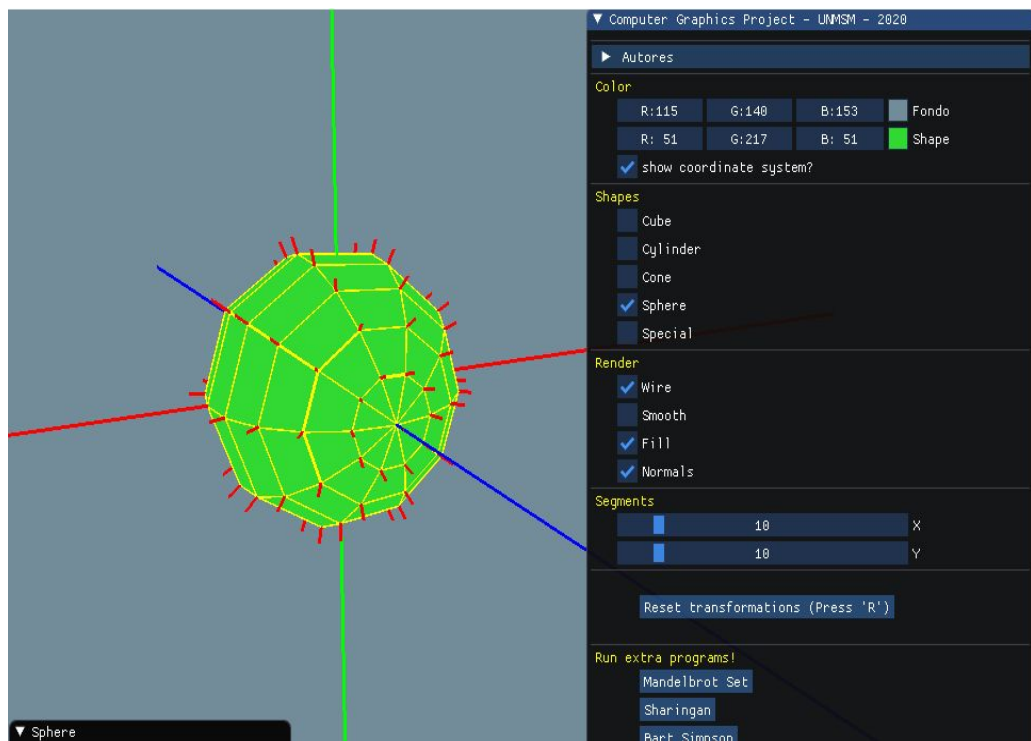 ▼ Computer Graphics Project - UNMSM - 2020
▶ Autores
Color
R:115 G:140 B:153 Fondo
R: 51 G:217 B: 51 Shape
show coordinate system?
Shapes
Cube
Cylinder
Cone
Sphere
Special
Render
Wire
Smooth
Fill
Normals
Segments
10 X
10 Y
Reset transformations (Press 'R')
Run extra programs!
Mandelbrot Set
Sharingan
Bart Simpson
▼ Sphere